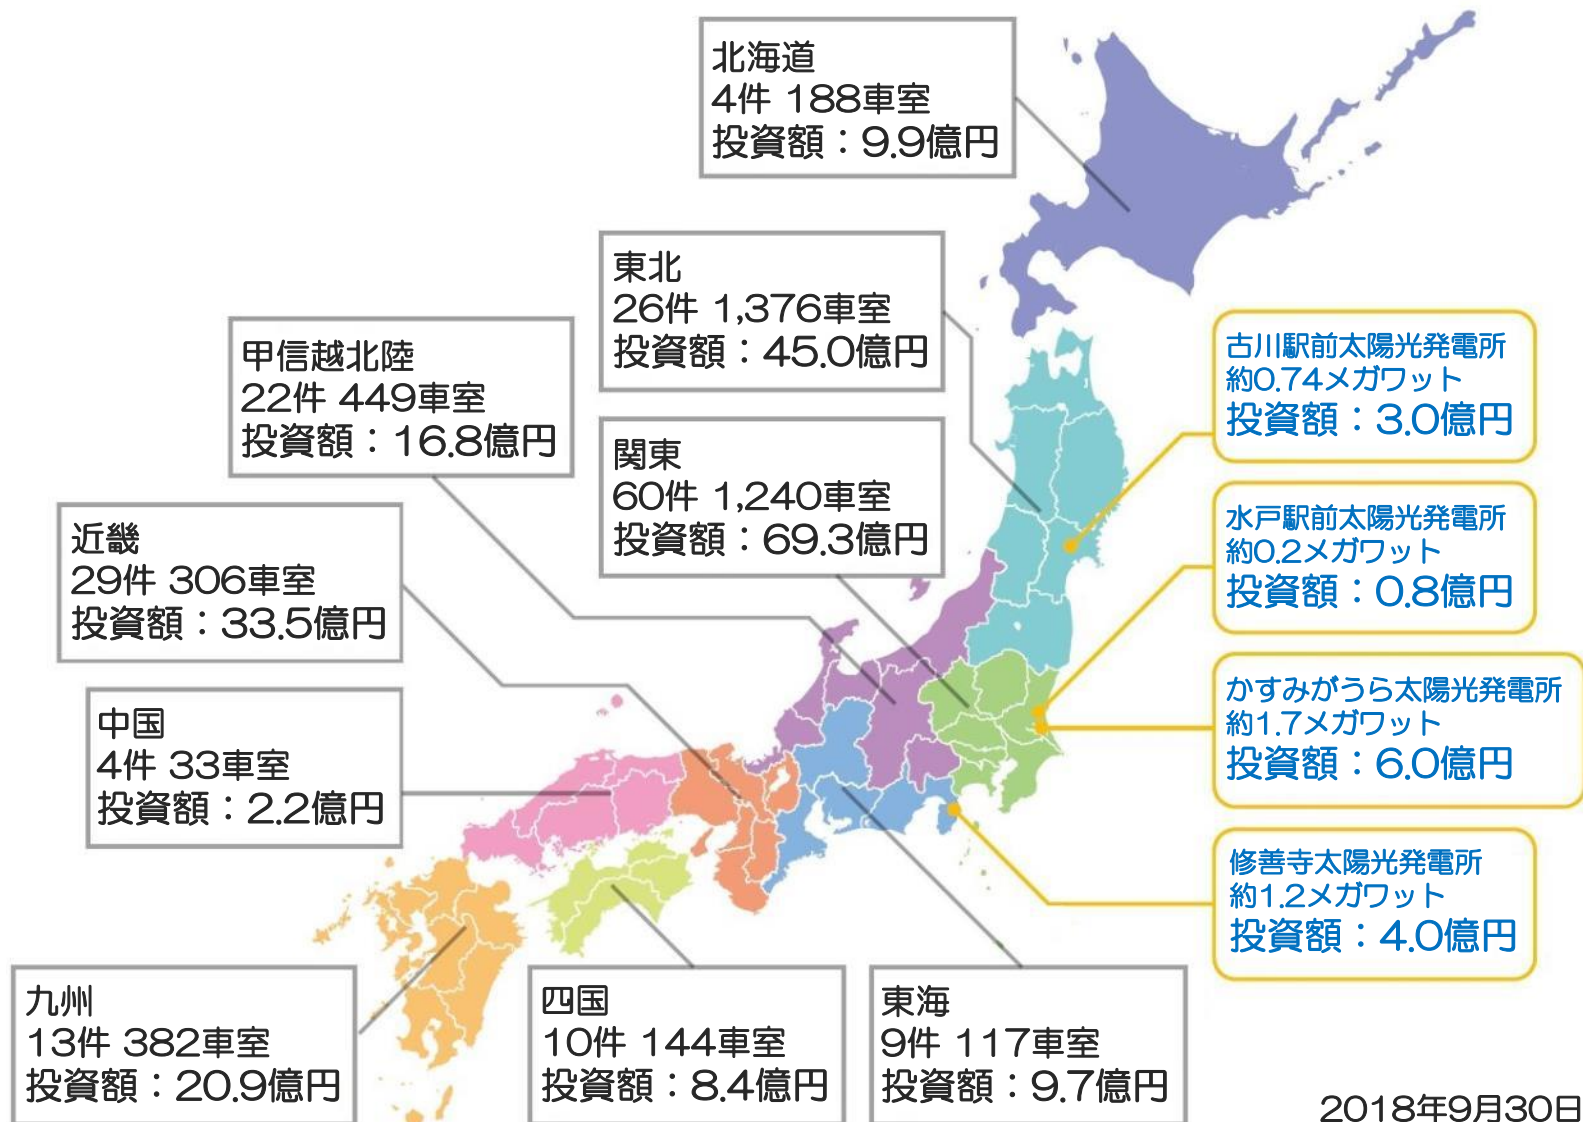 北海道
4件 188車室
投資額：9.9億円
東北
26件 1,376車室
投資額：45.0億円
甲信越北陸
22件 449車室
投資額：16.8億円
関東
60件 1,240車室
投資額：69.3億円
近畿
29件 306車室
投資額：33.5億円
中国
4件 33車室
投資額：2.2億円
九州
13件 382車室
投資額：20.9億円
四国
10件 144車室
投資額：8.4億円
東海
9件 117車室
投資額：9.7億円
古川駅前太陽光発電所
約0.74メガワット
投資額：3.0億円
水戸駅前太陽光発電所
約0.2メガワット
投資額：0.8億円
かすみがうら太陽光発電所
約1.7メガワット
投資額：6.0億円
修善寺太陽光発電所
約1.2メガワット
投資額：4.0億円
2018年9月30日